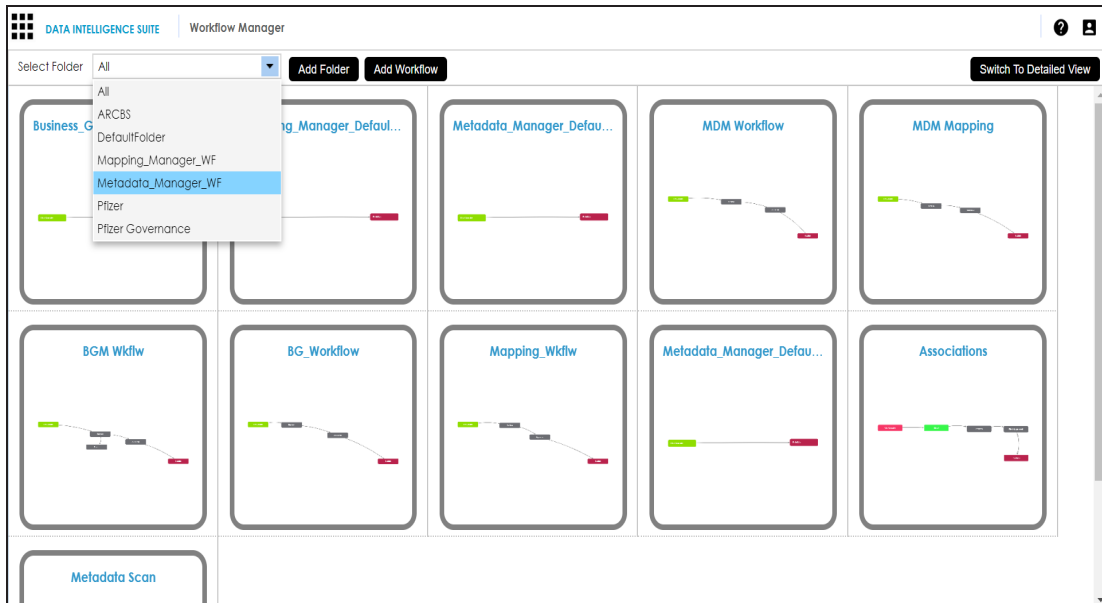 DATA INTELLIGENCE SUITE Workflow Manager
Select Folder All Add Folder Add Workflow Switch To Detailed View
All
ARCBS
DefaultFolder
Mapping_Manager_WF
Metadata_Manager_WF
Pfizer
Pfizer Governance
Business_G ng_Manager_Defaul... Metadata_Manager_Defau... MDM Workflow MDM Mapping
BGM Wkflw BG_Workflow Mapping_Wkflw Metadata_Manager_Defau... Associations
Metadata Scan